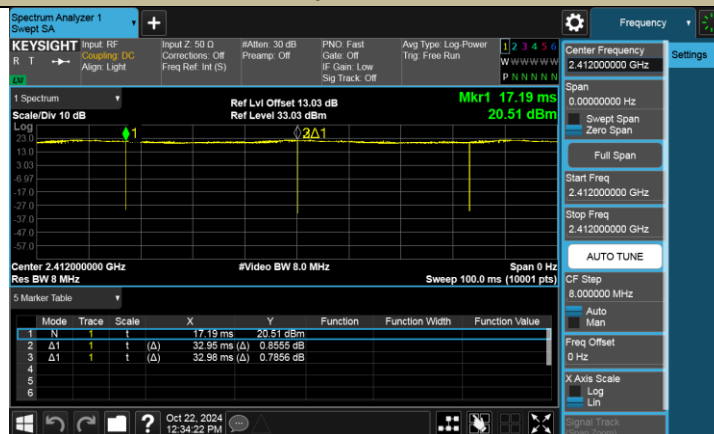 Spectrum Analyzer 1
Swept SA
Frequency
KEYSIGHT
R T
LXI
Input: RF
Coupling: DC
Align: Light
Input Z: 50 Ω
Corrections: Off
Freq Ref: Int (S)
#Atten: 30 dB
Preamp: Off
PNO: Fast
Gate: Off
IF Gain: Low
Sig Track: Off
Avg Type: Log-Power
Trig: Free Run
1 2 3 4 5 6
W W W W W W
P N N N N N
Center Frequency
2.412000000 GHz
Settings
1 Spectrum
Scale/Div 10 dB
Ref Lvl Offset 13.03 dB
Ref Level 33.03 dBm
Mkr1 17.19 ms
20.51 dBm
Log
23.0
13.0
3.03
-6.97
-17.0
-27.0
-37.0
-47.0
-57.0
1
3Δ1
Center 2.412000000 GHz
Res BW 8 MHz
#Video BW 8.0 MHz
Span 0 Hz
Sweep 100.0 ms (10001 pts)
Span
0.00000000 Hz
Swept Span
Zero Span
Full Span
Start Freq
2.412000000 GHz
Stop Freq
2.412000000 GHz
AUTO TUNE
CF Step
8.000000 MHz
Auto
Man
Freq Offset
0 Hz
X Axis Scale
Log
Lin
Signal Track
(Span Zoom)
5 Marker Table
Mode Trace Scale X Y Function Function Width Function Value
1 N 1 t 17.19 ms 20.51 dBm
2 Δ1 1 t (Δ) 32.95 ms (Δ) 0.8555 dB
3 Δ1 1 t (Δ) 32.98 ms (Δ) 0.7856 dB
4
5
6
?
Oct 22, 2024
12:34:22 PM